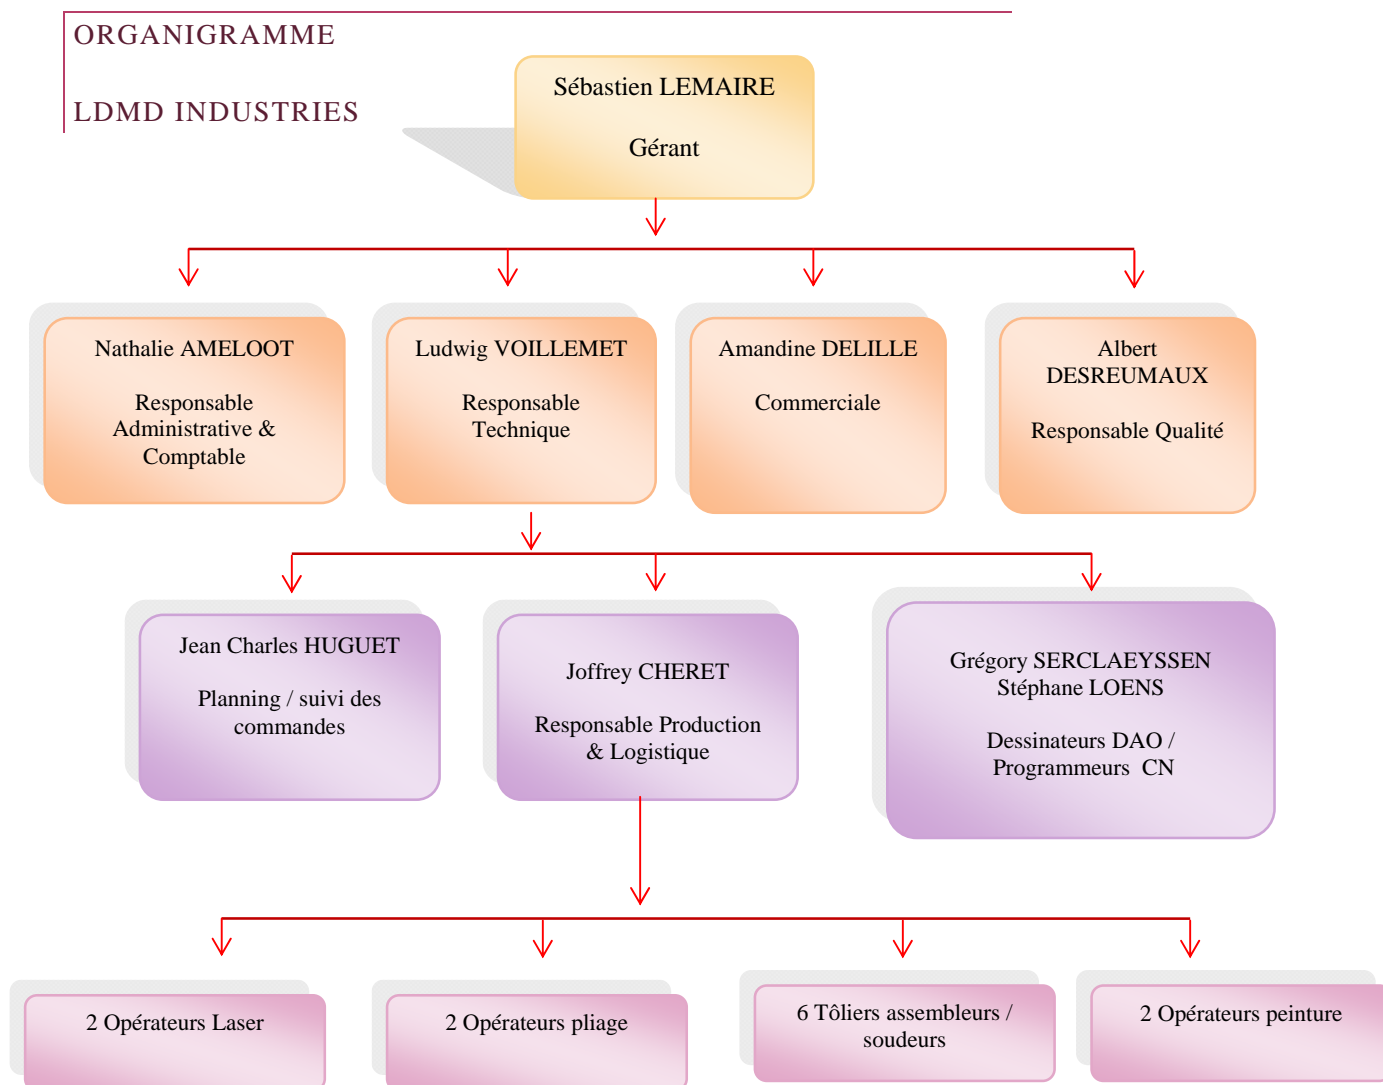 ORGANIGRAMME
LDMD INDUSTRIES
Sébastien LEMAIRE
Gérant
Nathalie AMELOOT
Responsable
Administrative &
Comptable
Ludwig VOILLEMET
Responsable
Technique
Amandine DELILLE
Commerciale
Albert
DESREUMAUX
Responsable Qualité
Jean Charles HUGUET
Planning / suivi des
commandes
Joffrey CHERET
Responsable Production
& Logistique
Grégory SERCLAEYSSEN
Stéphane LOENS
Dessinateurs DAO /
Programmeurs CN
2 Opérateurs Laser
2 Opérateurs pliage
6 Tôliers assembleurs /
soudeurs
2 Opérateurs peinture